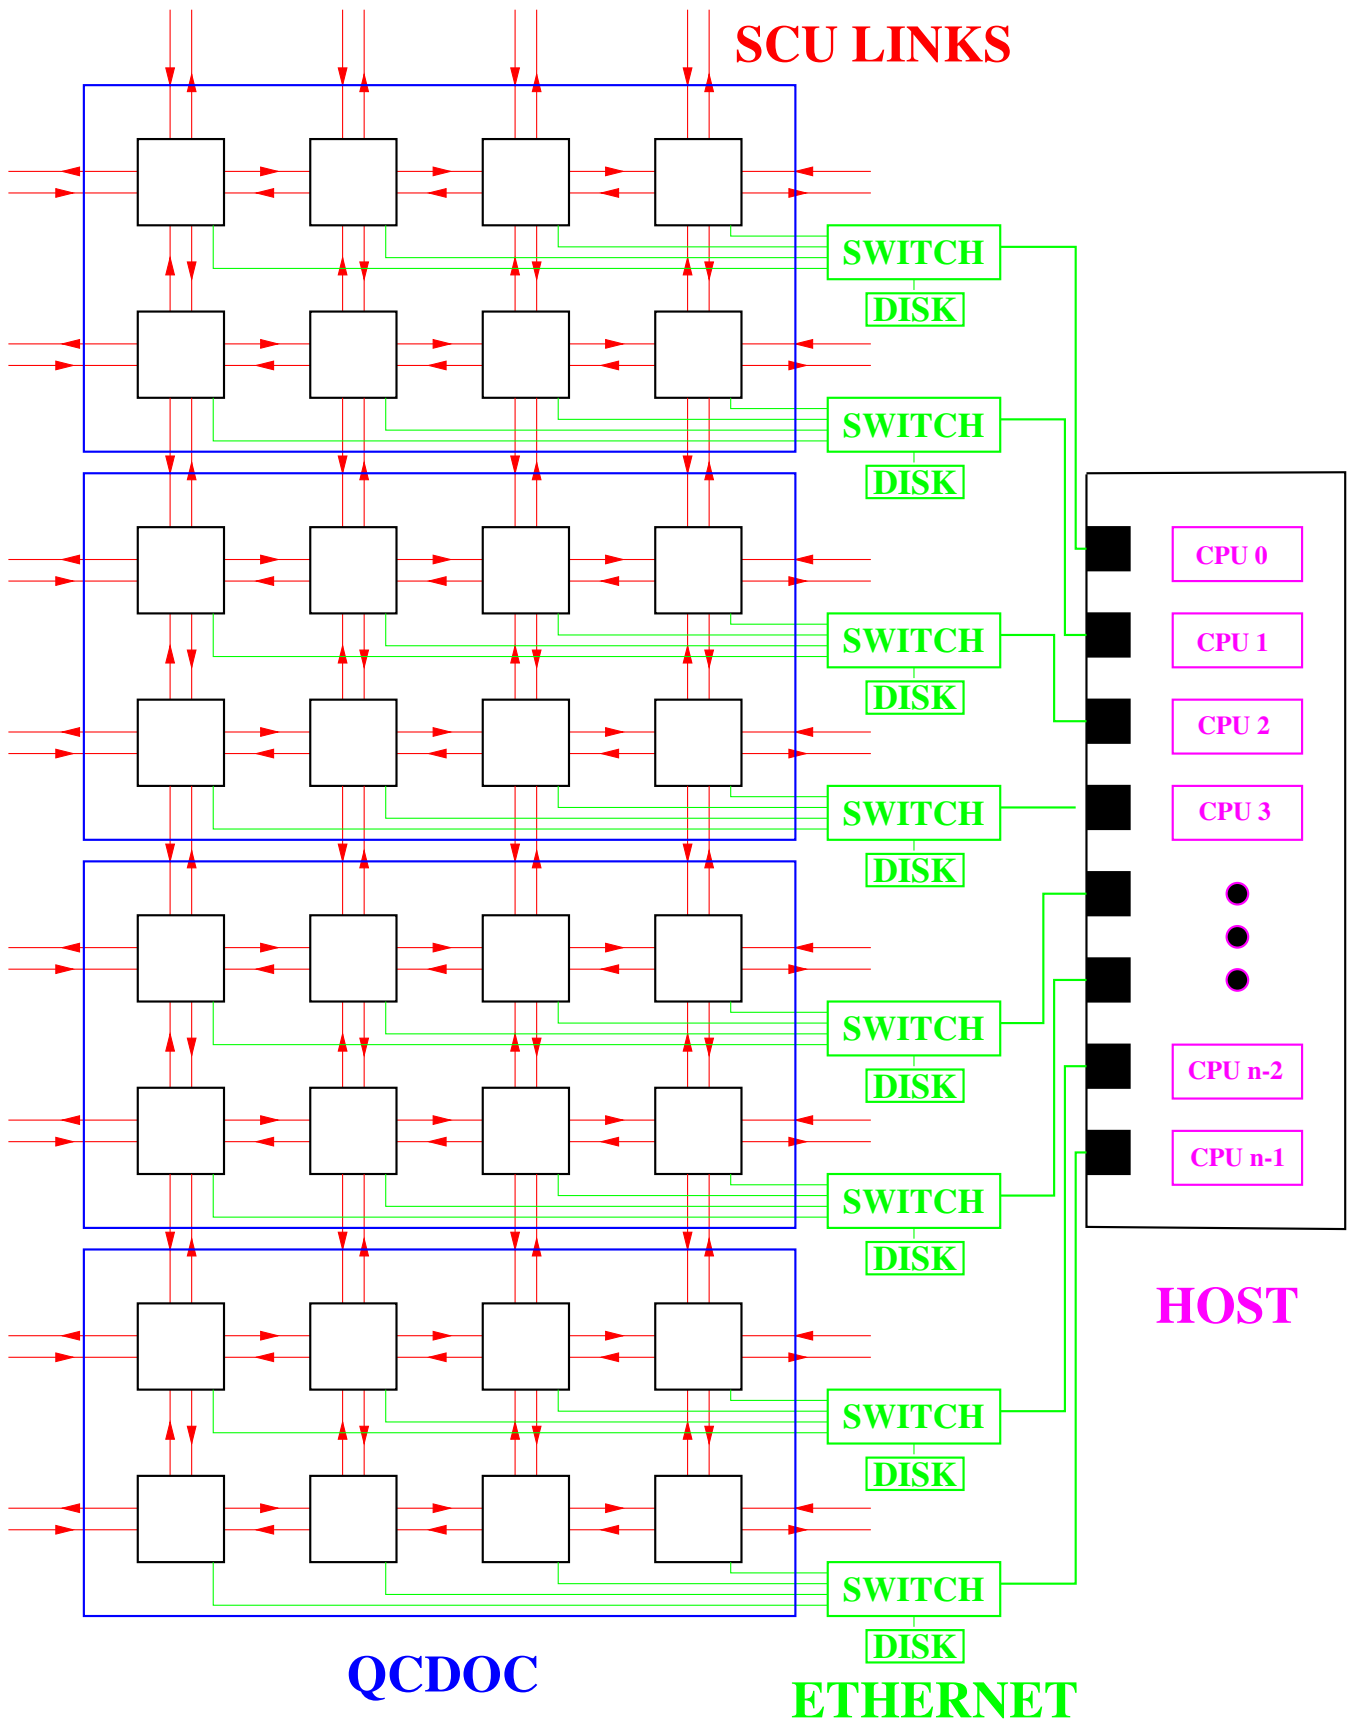 SCU LINKS
SWITCH
DISK
SWITCH
DISK
SWITCH
DISK
SWITCH
DISK
SWITCH
DISK
SWITCH
DISK
SWITCH
DISK
SWITCH
DISK
CPU 0
CPU 1
CPU 2
CPU 3
CPU n-2
CPU n-1
HOST
QCDOC
ETHERNET